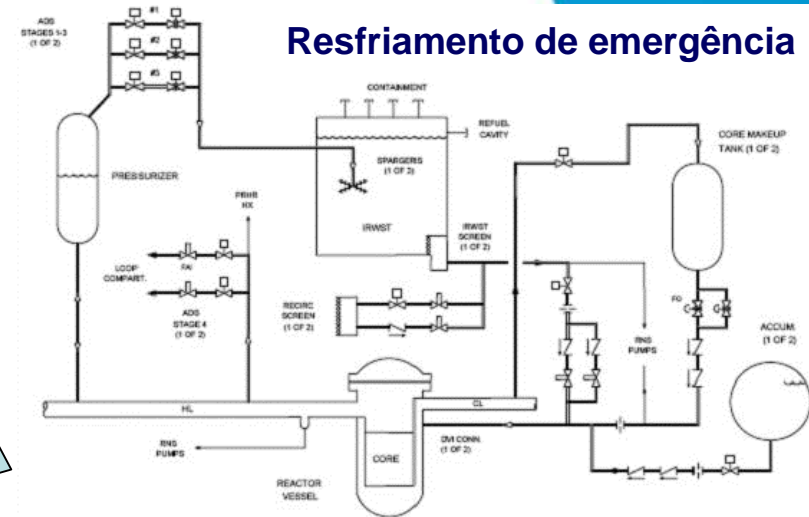 Resfriamento de emergência
ADS
STAGES 1-3
(1 OF 2)
#1
#2
#3
PRESSURIZER
CONTAINMENT
REFUEL
CAVITY
SPARGERS
(1 OF 2)
IRWST
IRWST
SCREEN
(1 OF 2)
CORE MAKEUP
TANK (1 OF 2)
PRHR
HX
LOOP
COMPART.
FAI
ADS
STAGE 4
(1 OF 2)
RECIRC
SCREEN
(1 OF 2)
FO
RNS
PUMPS
ACCUM.
(1 OF 2)
HL
CL
RNS
PUMPS
CORE
DVI CONN.
(1 OF 2)
REACTOR
VESSEL